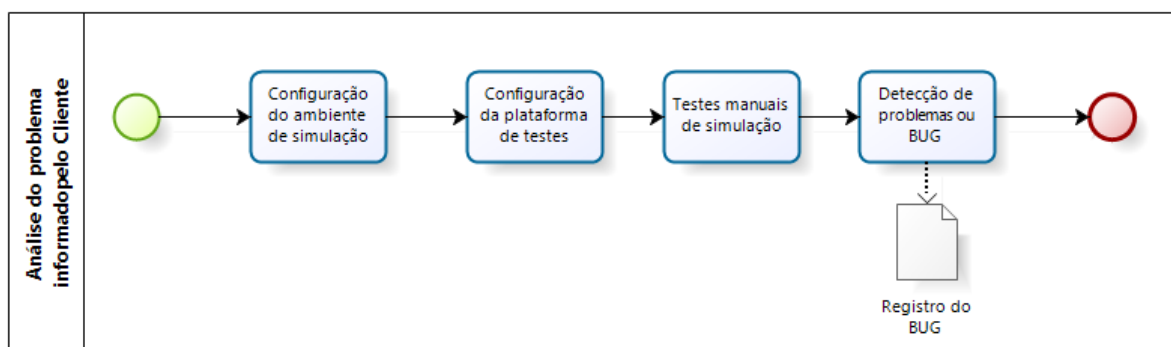 Análise do problema
informadopelo Cliente
Configuração
do ambiente
de simulação
Configuração
da plataforma
de testes
Testes manuais
de simulação
Detecção de
problemas ou
BUG
Registro do
BUG